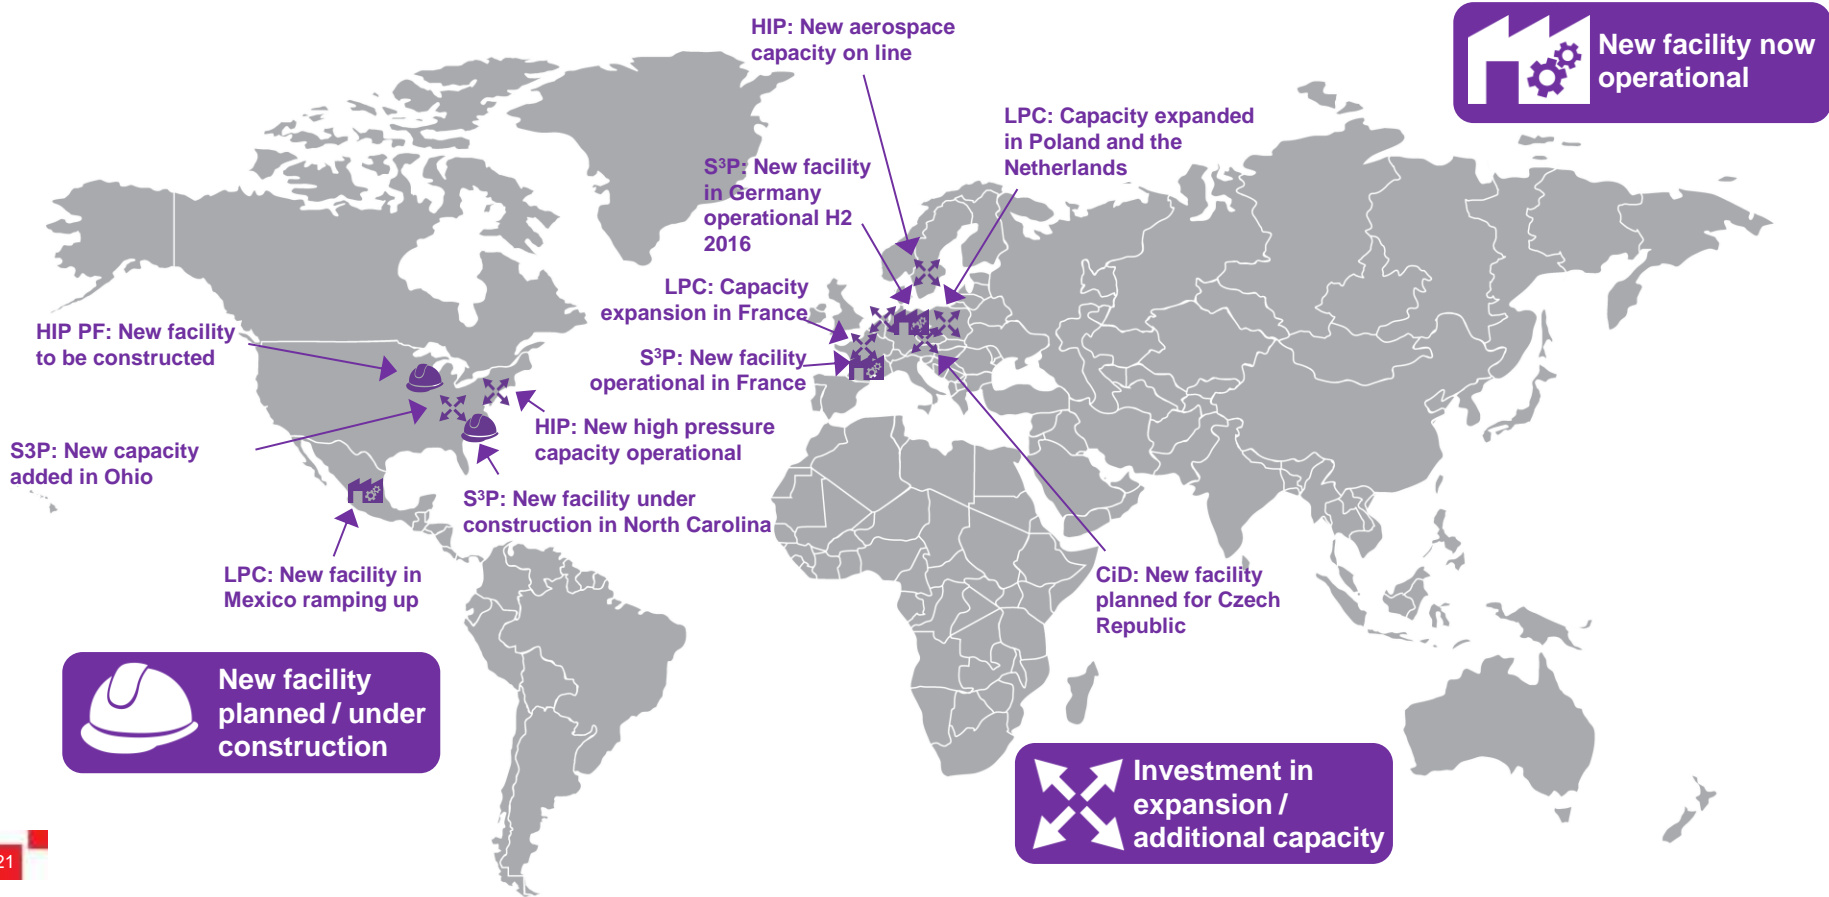 HIP: New aerospace
capacity on line
New facility now
operational
LPC: Capacity expanded
in Poland and the
Netherlands
S³P: New facility
in Germany
operational H2
2016
LPC: Capacity
expansion in France
HIP PF: New facility
to be constructed
S³P: New facility
operational in France
HIP: New high pressure
capacity operational
S3P: New capacity
added in Ohio
S³P: New facility under
construction in North Carolina
LPC: New facility in
Mexico ramping up
CiD: New facility
planned for Czech
Republic
New facility
planned / under
construction
Investment in
expansion /
additional capacity
21